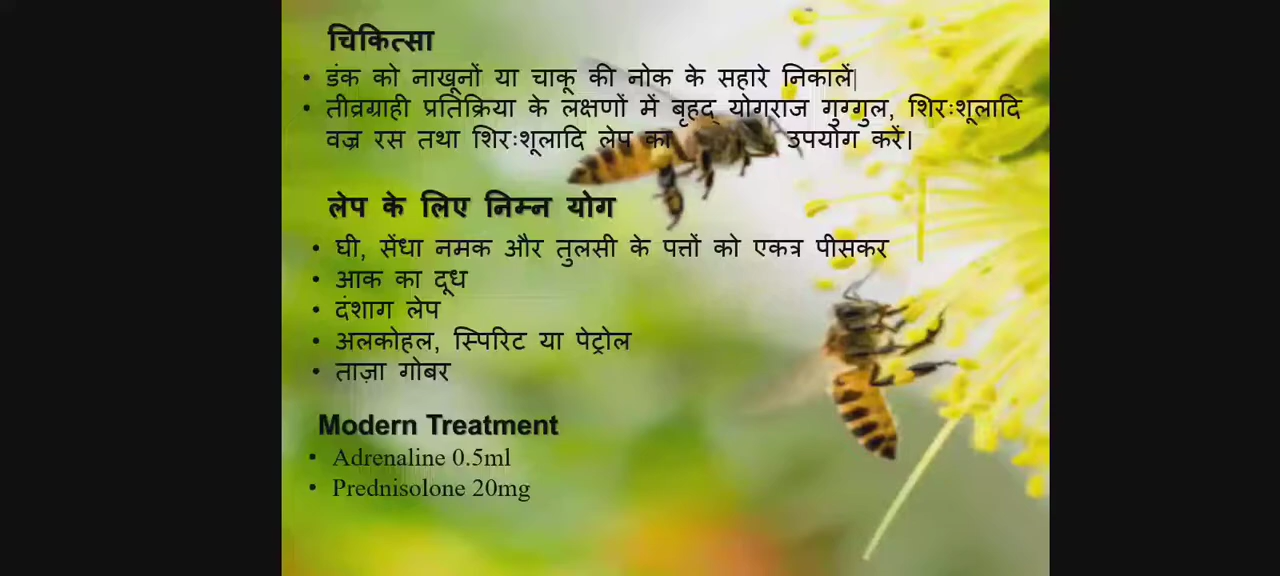 चिकित्सा
• डंक को नाखूनों या चाकू की नोक के सहारे निकालें|
• तीव्रग्राही प्रतिक्रिया के लक्षणों में बृहद् योगराज गुग्गुल, शिरःशूलादि
वज्र रस तथा शिरःशूलादि लेप का उपयोग करें।
लेप के लिए निम्न योग
• घी, सेंधा नमक और तुलसी के पत्तों को एकत्र पीसकर
• आक का दूध
• दंशाग लेप
• अलकोहल, स्पिरिट या पेट्रोल
• ताज़ा गोबर
Modern Treatment
• Adrenaline 0.5ml
• Prednisolone 20mg